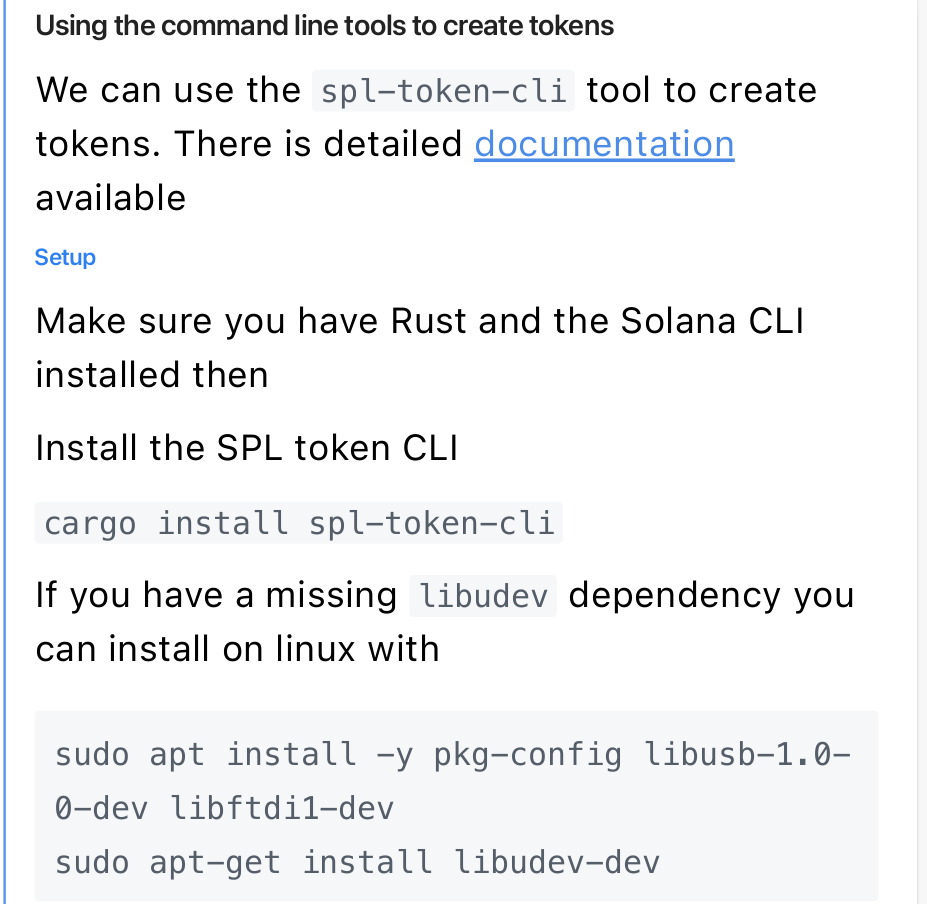 Using the command line tools to create tokens
We can use the spl-token-cli tool to create
tokens. There is detailed documentation
available
Setup
Make sure you have Rust and the Solana CLI
installed then
Install the SPL token CLI
cargo install spl-token-cli
If you have a missing libudev dependency you
can install on linux with
sudo apt install -y pkg-config libusb-1.0-
0-dev libftdi1-dev
sudo apt-get install libudev-dev